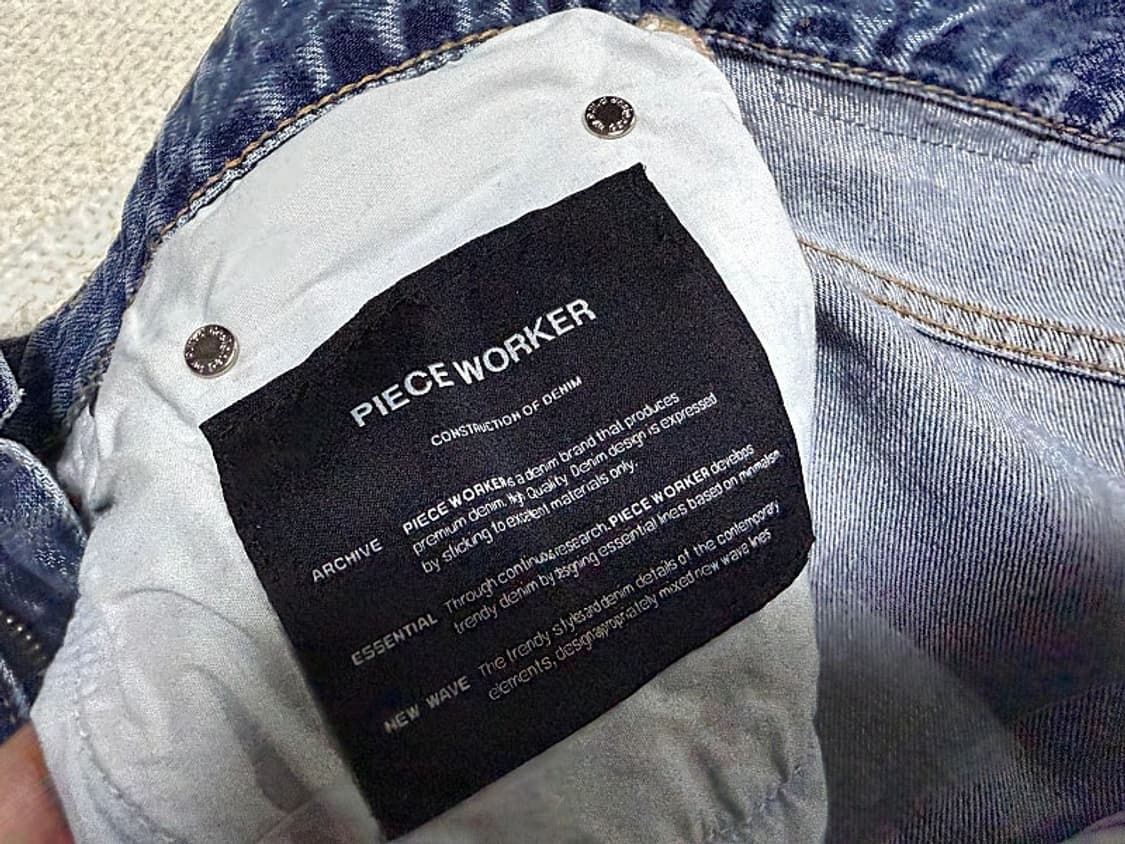 PIECE WORKER
CONSTRUCTION OF DENIM
ARCHIVE PIECE WORKER is a denim brand that produces
premium denim. High Quality Denim design is expressed
by sticking to excellent materials only.
ESSENTIAL Through continuous research. PIECE WORKER develops
trendy denim by designing essential lines based on minimalism
NEW WAVE The trendy styles and denim details of the contemporary
elements, design appropriately mixed new wave lines